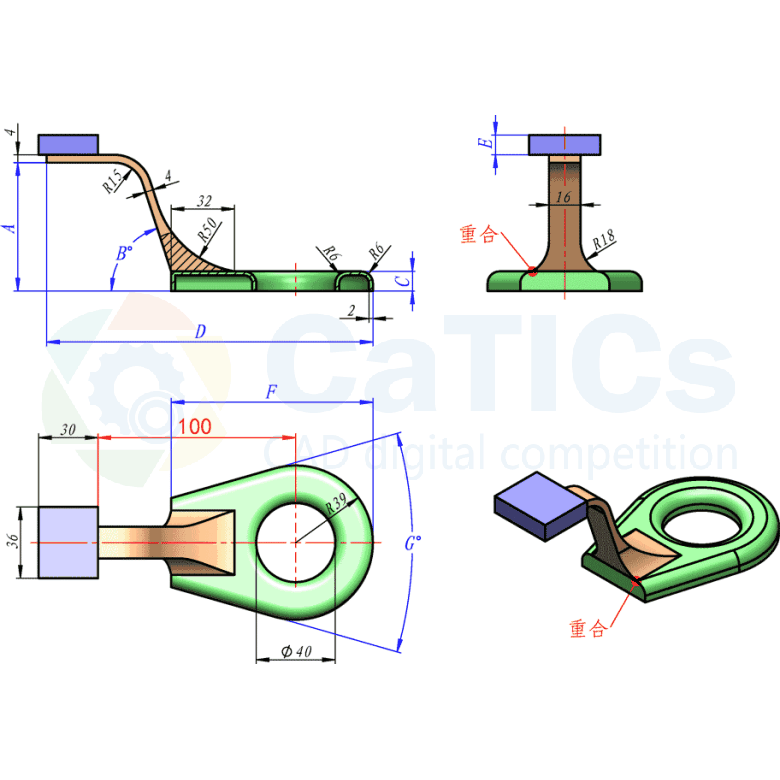 4
A
R15
4
32
R50
B°
R6
R6
C
2
D
E
16
重合
R18
CaTICs
CAD digital competition
F
100
30
36
R39
G°
Φ40
重合